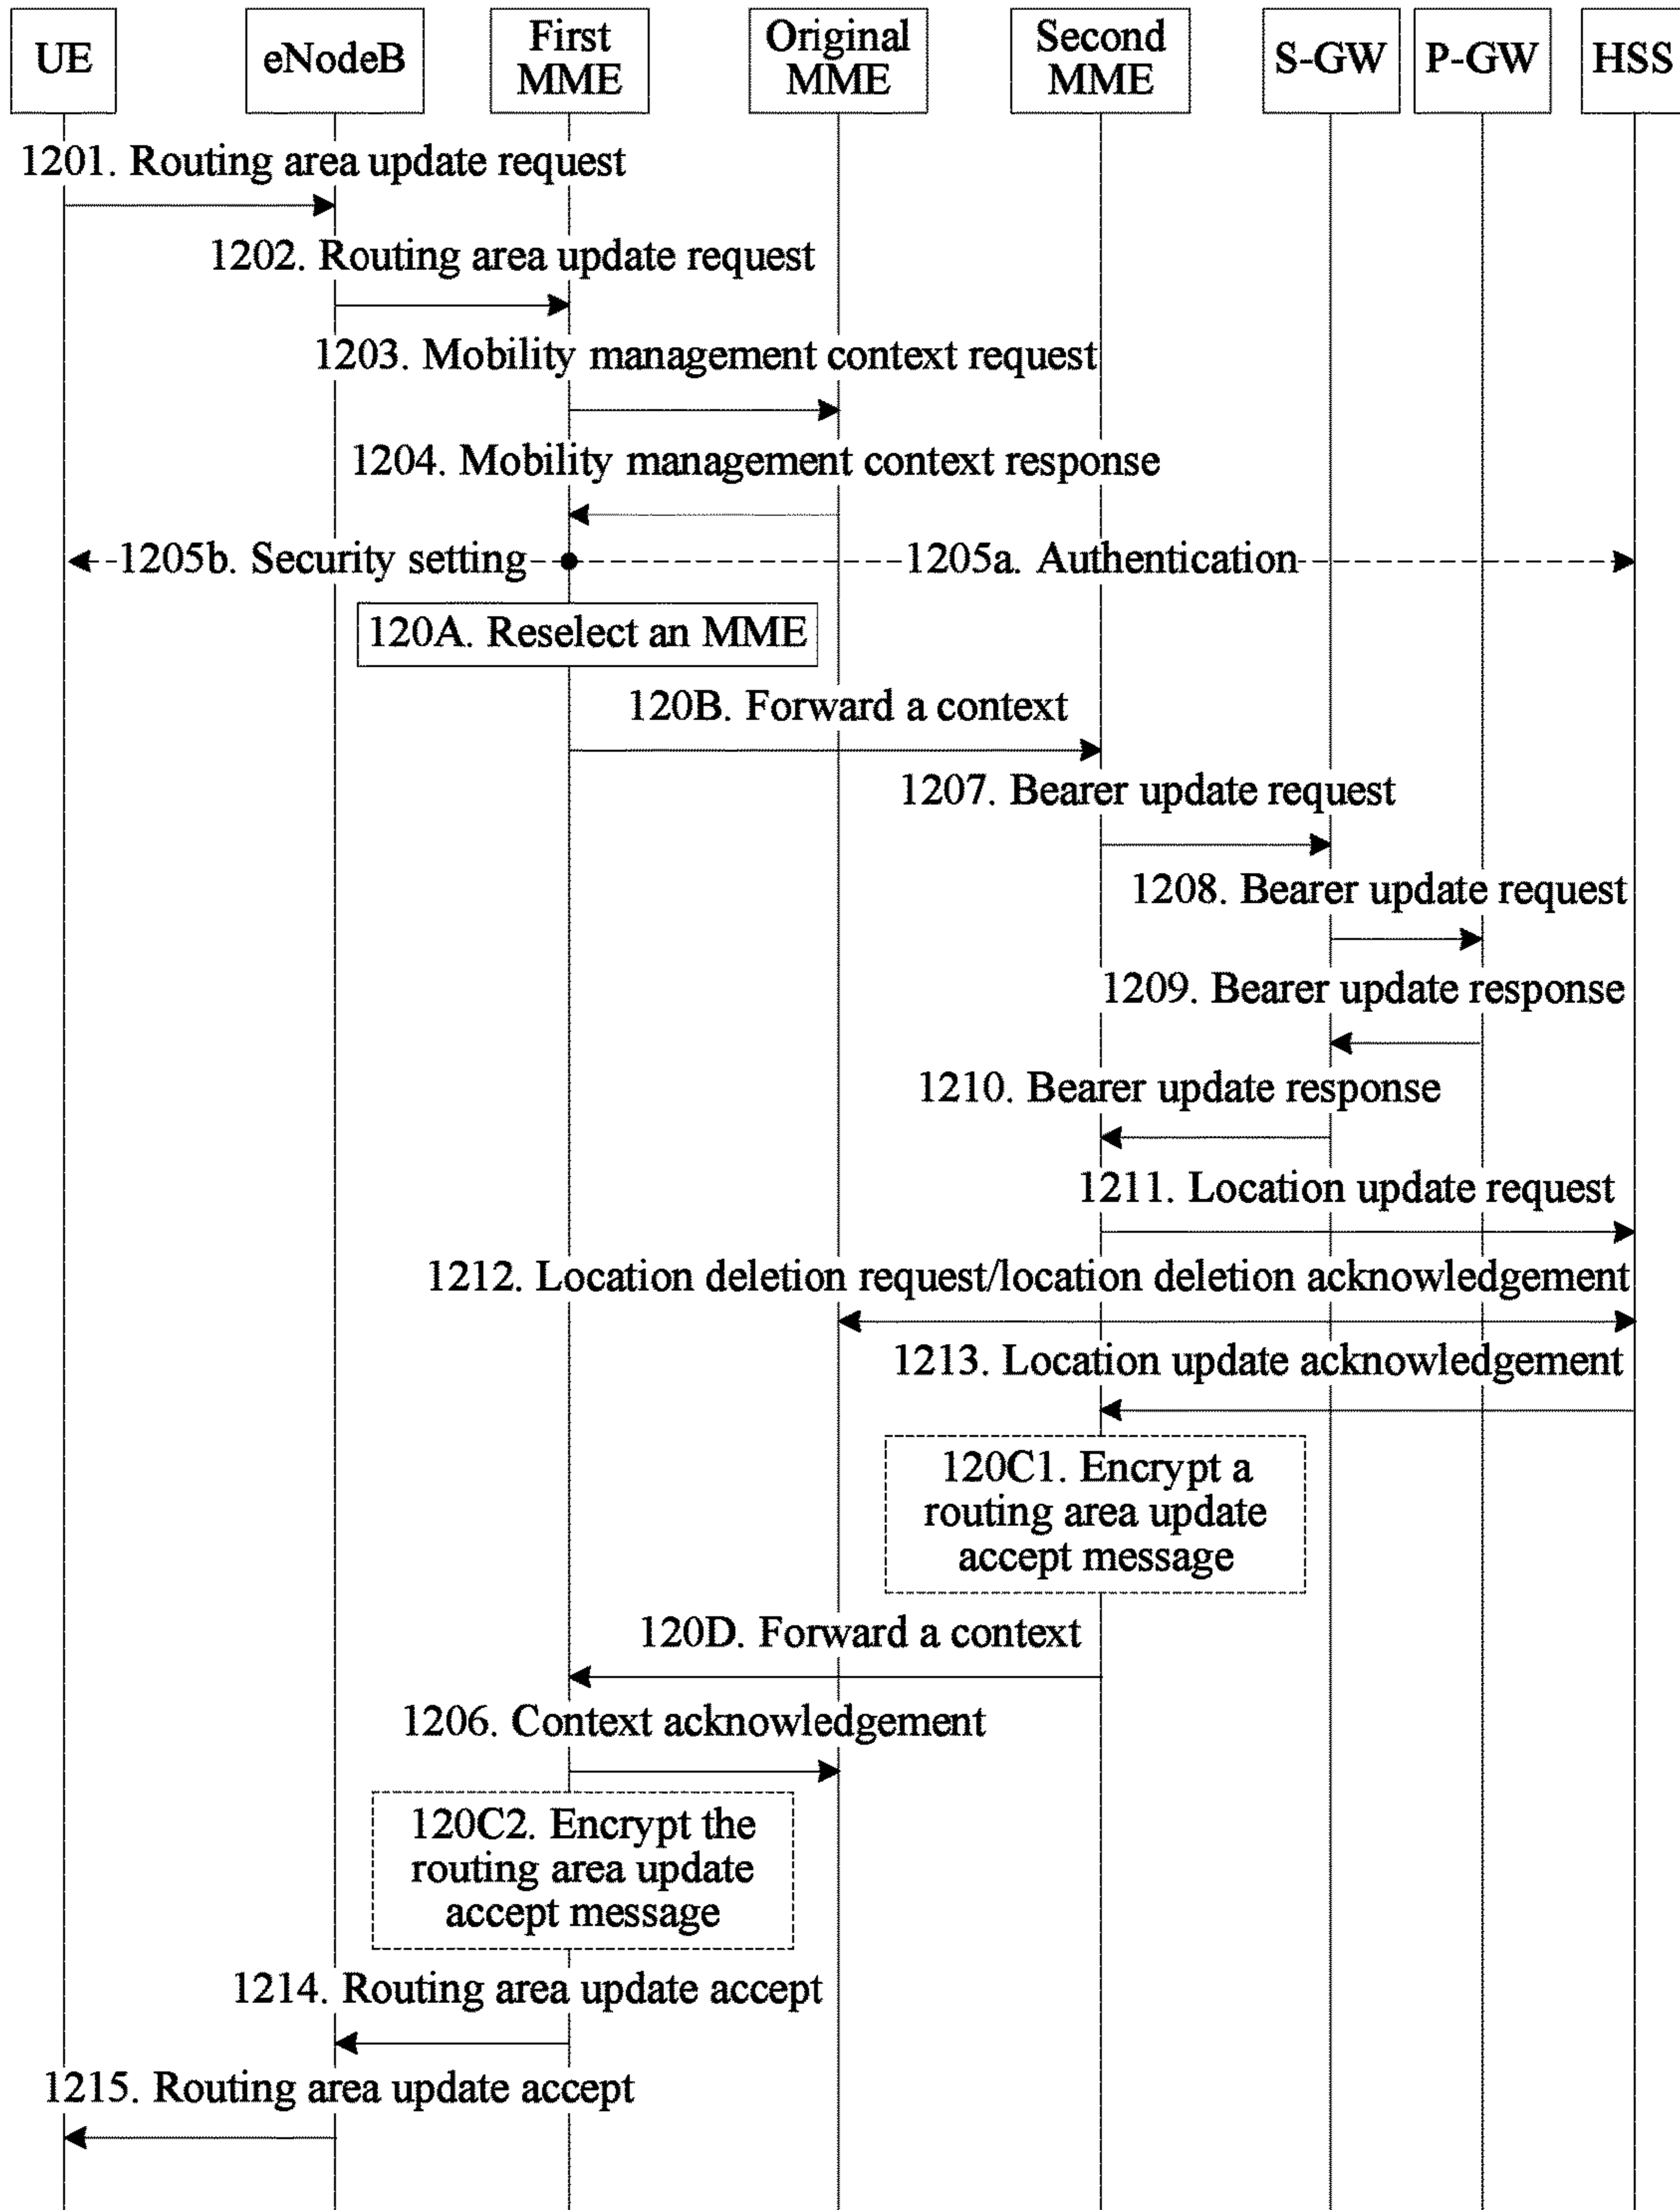 UE
eNodeB
First
MME
Original
MME
Second
MME
S-GW
P-GW
HSS
1201. Routing area update request
1202. Routing area update request
1203. Mobility management context request
1204. Mobility management context response
1205b. Security setting
1205a. Authentication
120A. Reselect an MME
120B. Forward a context
1207. Bearer update request
1208. Bearer update request
1209. Bearer update response
1210. Bearer update response
1211. Location update request
1212. Location deletion request/location deletion acknowledgement
1213. Location update acknowledgement
120C1. Encrypt a
routing area update
accept message
120D. Forward a context
1206. Context acknowledgement
120C2. Encrypt the
routing area update
accept message
1214. Routing area update accept
1215. Routing area update accept